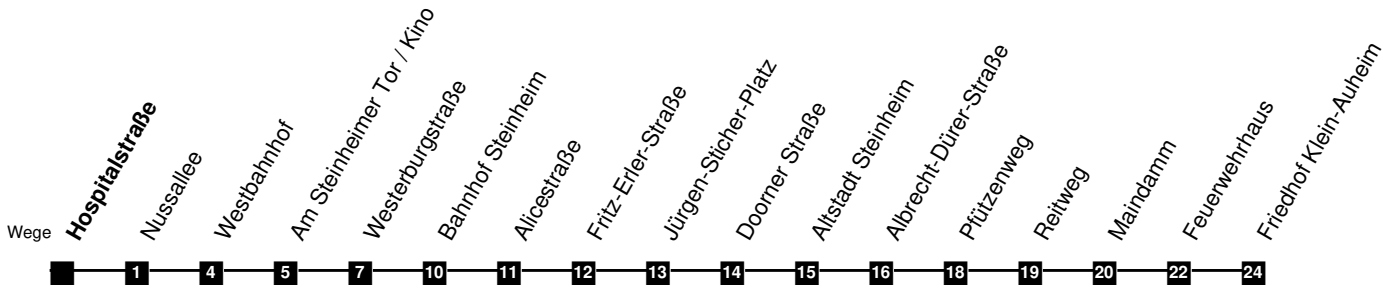 Wege
Hospitalstraße
Nussallee
Westbahnhof
Am Steinheimer Tor / Kino
Westerburgstraße
Bahnhof Steinheim
Alicestraße
Fritz-Erler-Straße
Jürgen-Sticher-Platz
Doorner Straße
Altstadt Steinheim
Albrecht-Dürer-Straße
Pfützenweg
Reitweg
Maindamm
Feuerwehrhaus
Friedhof Klein-Auheim
1 4 5 7 10 11 12 13 14 15 16 18 19 20 22 24